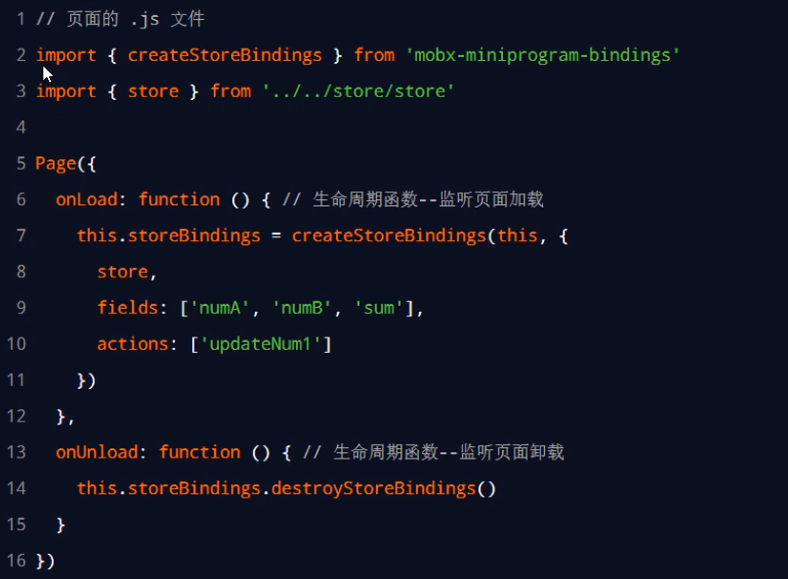 1 // 页面的 .js 文件
2 import { createStoreBindings } from 'mobx-miniprogram-bindings'
3 import { store } from '../../store/store'
4
5 Page({
6   onLoad: function () { // 生命周期函数--监听页面加载
7     this.storeBindings = createStoreBindings(this, {
8       store,
9       fields: ['numA', 'numB', 'sum'],
10       actions: ['updateNum1']
11     })
12   },
13   onUnload: function () { // 生命周期函数--监听页面卸载
14     this.storeBindings.destroyStoreBindings()
15   }
16 })